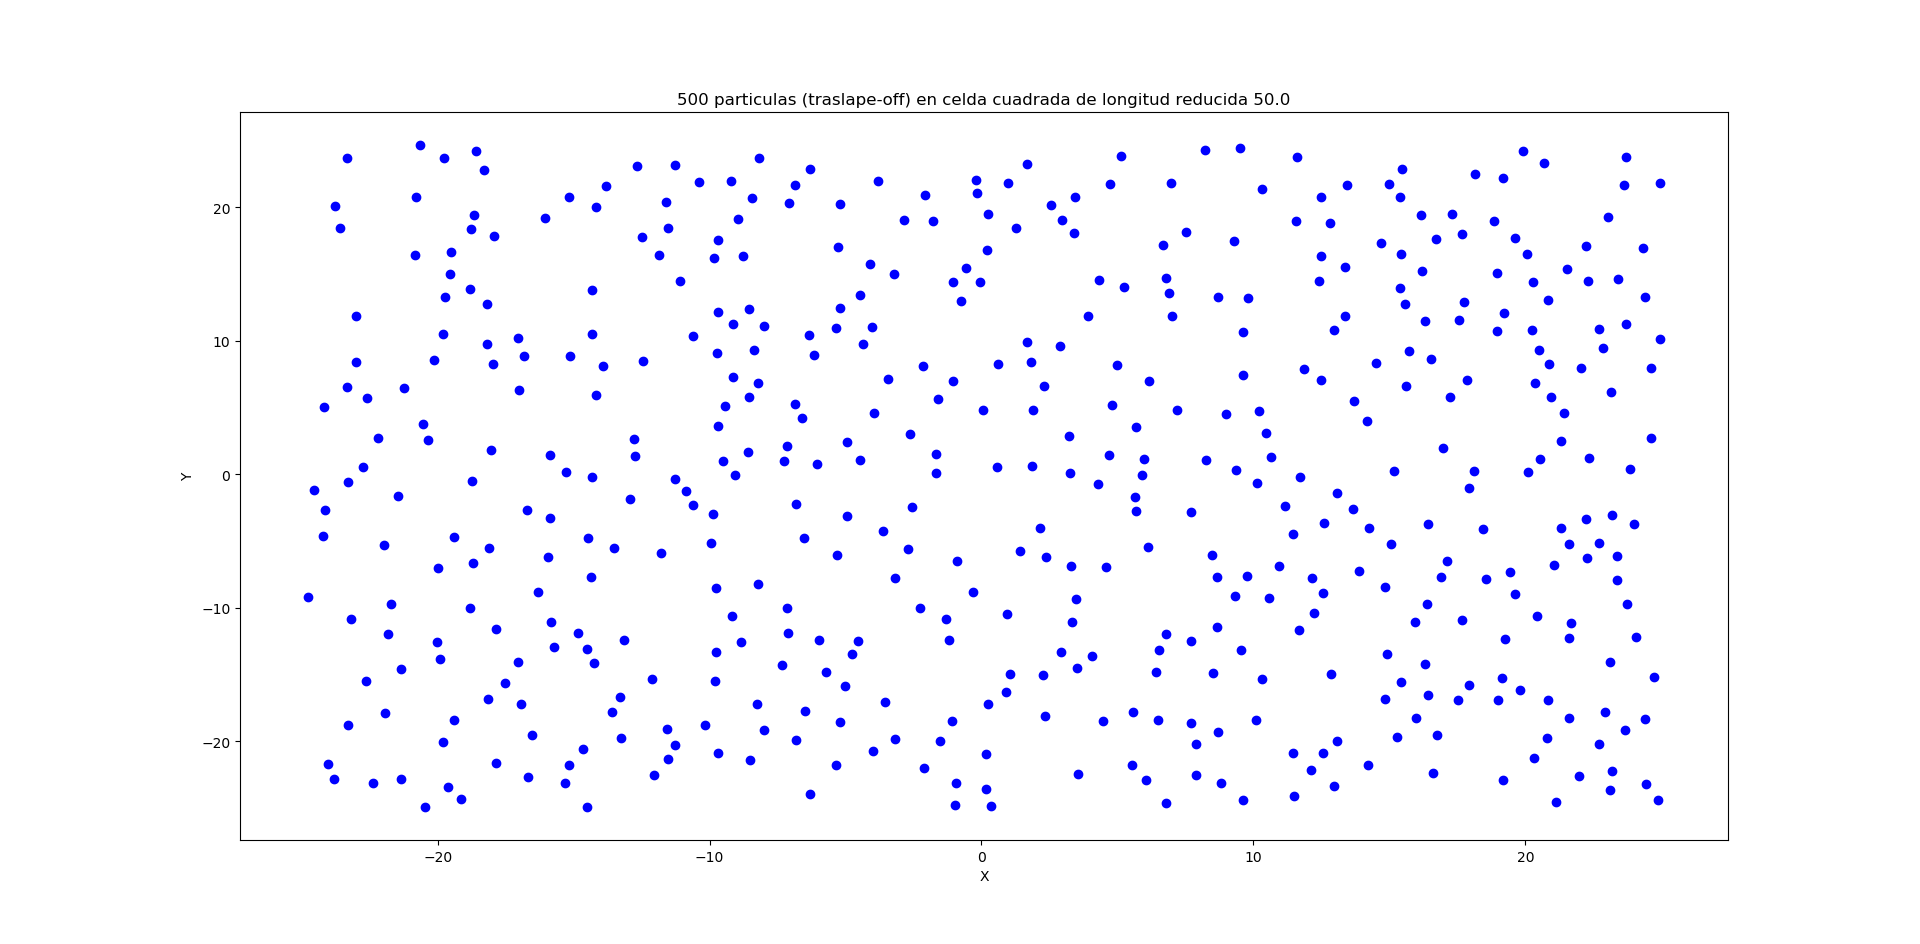 500 particulas (traslape-off) en celda cuadrada de longitud reducida 50.0
Y
20
10
0
−10
−20
−20 −10 0 10 20
X